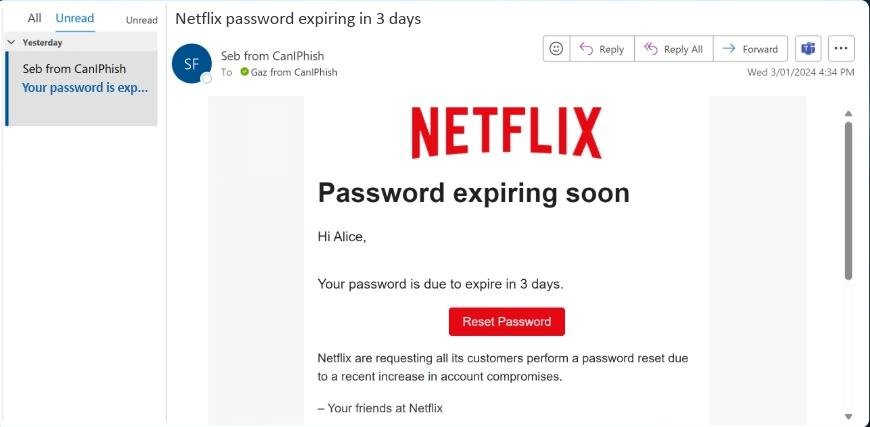 All Unread Unread
Yesterday
Seb from CanIPhish
Your password is exp...
Netflix password expiring in 3 days
SF
Seb from CanIPhish
To Gaz from CanIPhish
Reply Reply All Forward
Wed 3/01/2024 4:34 PM
NETFLIX
Password expiring soon
Hi Alice,
Your password is due to expire in 3 days.
Reset Password
Netflix are requesting all its customers perform a password reset due
to a recent increase in account compromises.
– Your friends at Netflix